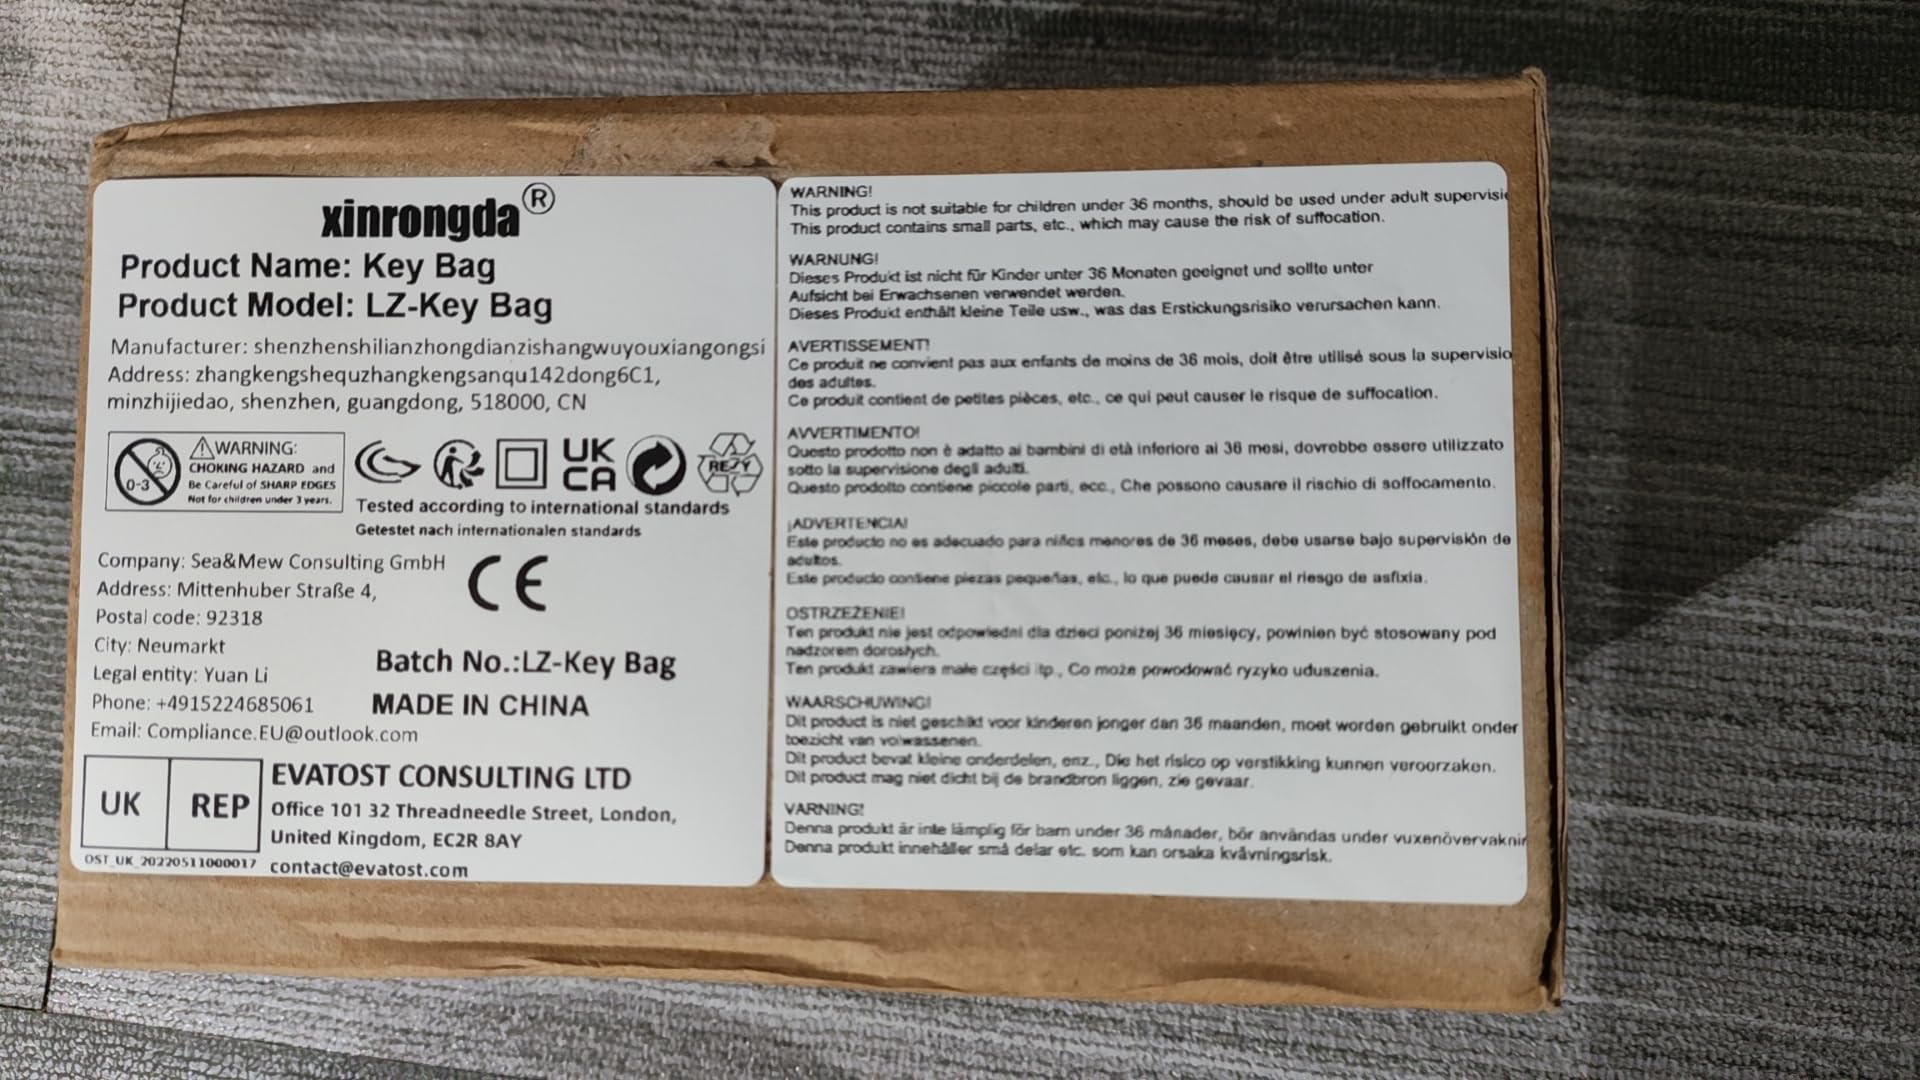 xinrongda®
Product Name: Key Bag
Product Model: LZ-Key Bag
Manufacturer: shenzhenshilianzhongdianzishangwuyouxiangongsi
Address: zhangkengshequzhangkengsanqu142dong6C1,
minzhijiedao, shenzhen, guangdong, 518000, CN
0-3
WARNING:
CHOKING HAZARD and
Be Careful of SHARP EDGES
Not for children under 3 years.
UK
CA
RESY
Tested according to international standards
Getestet nach internationalen standards
Company: Sea&Mew Consulting GmbH
Address: Mittenhuber Straße 4,
Postal code: 92318
City: Neumarkt
Legal entity: Yuan Li
Phone: +4915224685061
Email: Compliance.EU@outlook.com
CE
Batch No.:LZ-Key Bag
MADE IN CHINA
UK REP
OST_UK_20220511000017
EVATOST CONSULTING LTD
Office 101 32 Threadneedle Street, London,
United Kingdom, EC2R 8AY
contact@evatost.com
WARNING!
This product is not suitable for children under 36 months, should be used under adult supervisi
This product contains small parts, etc., which may cause the risk of suffocation.
WARNUNG!
Dieses Produkt ist nicht für Kinder unter 36 Monaten geeignet und sollte unter
Aufsicht bei Erwachsenen verwendet werden.
Dieses Produkt enthält kleine Teile usw., was das Erstickungsrisiko verursachen kann.
AVERTISSEMENT!
Ce produit ne convient pas aux enfants de moins de 36 mois, doit être utilisé sous la supervisio
des adultes.
Ce produit contient de petites pièces, etc., ce qui peut causer le risque de suffocation.
AVVERTIMENTO!
Questo prodotto non è adatto ai bambini di età inferiore ai 36 mesi, dovrebbe essere utilizzato
sotto la supervisione degli adulti.
Questo prodotto contiene piccole parti, ecc., Che possono causare il rischio di soffocamento.
¡ADVERTENCIA!
Este producto no es adecuado para niños menores de 36 meses, debe usarse bajo supervisión de
adultos.
Este producto contiene piezas pequeñas, etc., lo que puede causar el riesgo de asfixia.
OSTRZEŻENIE!
Ten produkt nie jest odpowiedni dla dzieci poniżej 36 miesięcy, powinien być stosowany pod
nadzorem dorosłych.
Ten produkt zawiera małe części itp., Co może powodować ryzyko uduszenia.
WAARSCHUWING!
Dit product is niet geschikt voor kinderen jonger dan 36 maanden, moet worden gebruikt onder
toezicht van volwassenen.
Dit product bevat kleine onderdelen, enz., Die het risico op verstikking kunnen veroorzaken.
Dit product mag niet dicht bij de brandbron liggen, zie gevaar.
VARNING!
Denna produkt är inte lämplig för barn under 36 månader, bör användas under vuxenövervaknin
Denna produkt innehåller små delar etc. som kan orsaka kvävningsrisk.